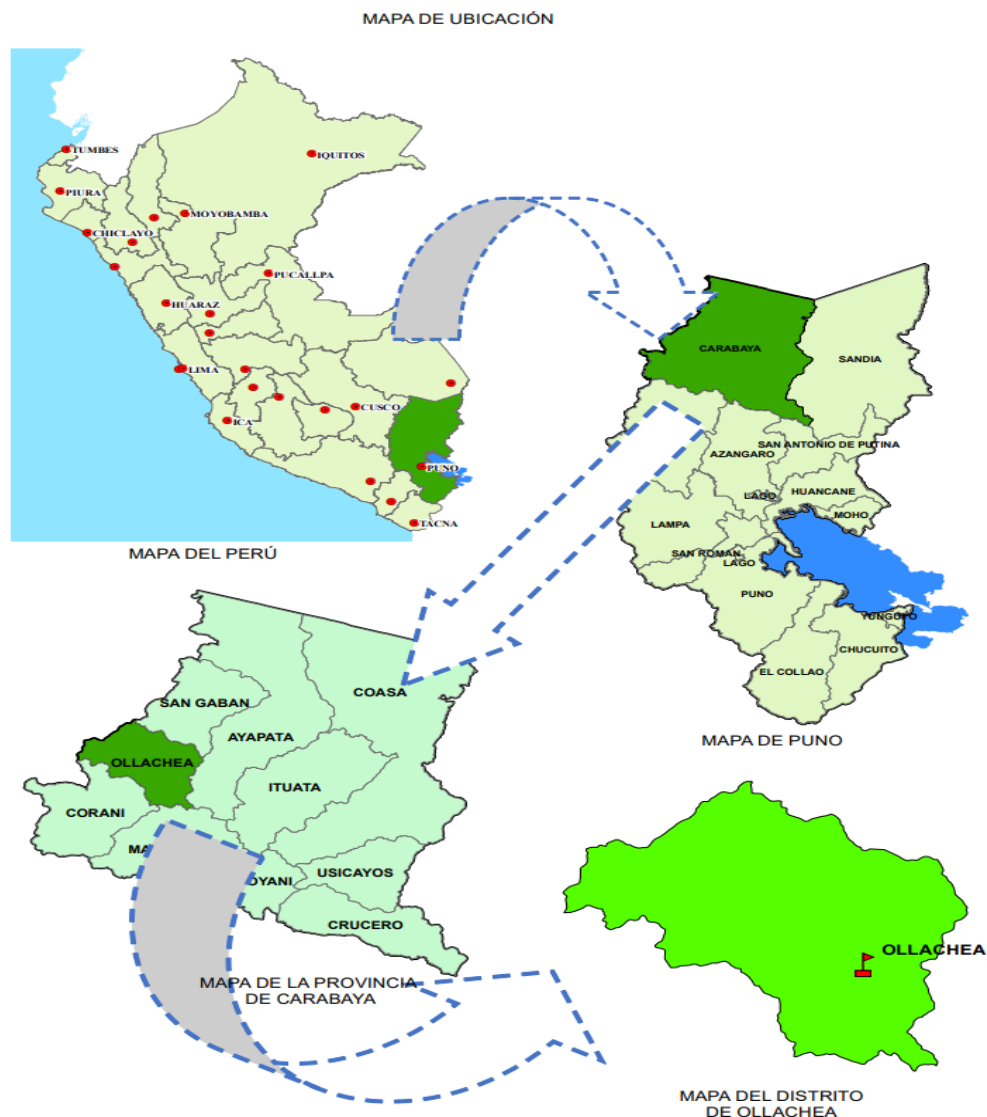 MAPA DE UBICACIÓN
TUMBES
IQUITOS
PIURA
MOYOBAMBA
CHICLAYO
PUCALLPA
HUARAZ
LIMA
CUSCO
ICA
PUNO
TACNA
MAPA DEL PERÚ
CARABAYA
SANDIA
SAN ANTONIO DE PUTINA
AZANGARO
LAGO
HUANCANE
MOHO
LAMPA
SAN ROMAN
LAGO
PUNO
YUNGUYO
CHUCUITO
EL COLLAO
MAPA DE PUNO
COASA
SAN GABAN
AYAPATA
OLLACHEA
ITUATA
CORANI
MA
OYANI
USICAYOS
CRUCERO
MAPA DE LA PROVINCIA
DE CARABAYA
OLLACHEA
MAPA DEL DISTRITO
DE OLLACHEA